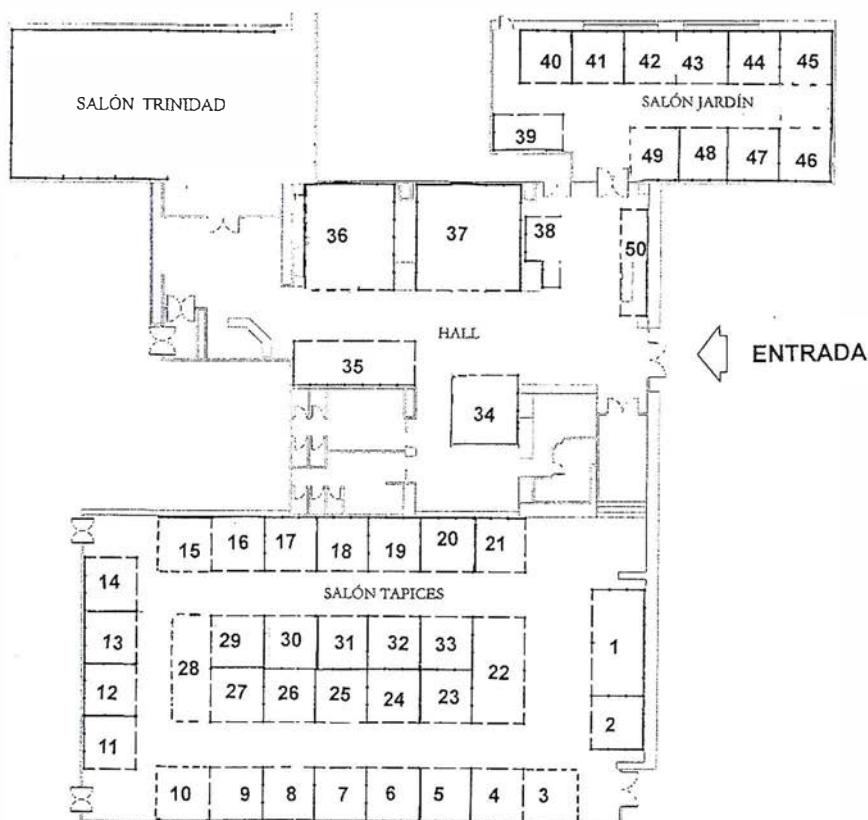 40 41 42 43 44 45
SALÓN TRINIDAD
SALÓN JARDÍN
39
49 48 47 46
36 37 38 50
HALL
ENTRADA
35
34
15 16 17 18 19 20 21
14
SALÓN TAPICES
13 29 30 31 32 33 1
28 22
12 27 26 25 24 23
2
11
10 9 8 7 6 5 4 3